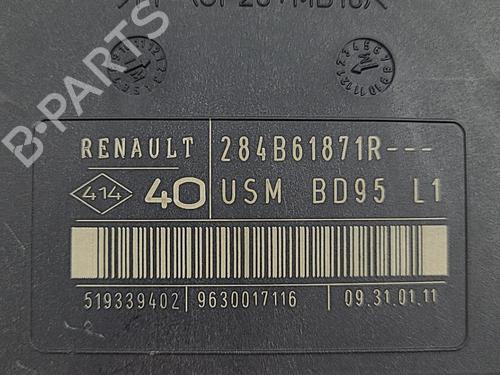 B-PARTS
RENAULT 284B61871R---
414 40 USM BD95 L1
519339402 9630017116 09.31.01.11